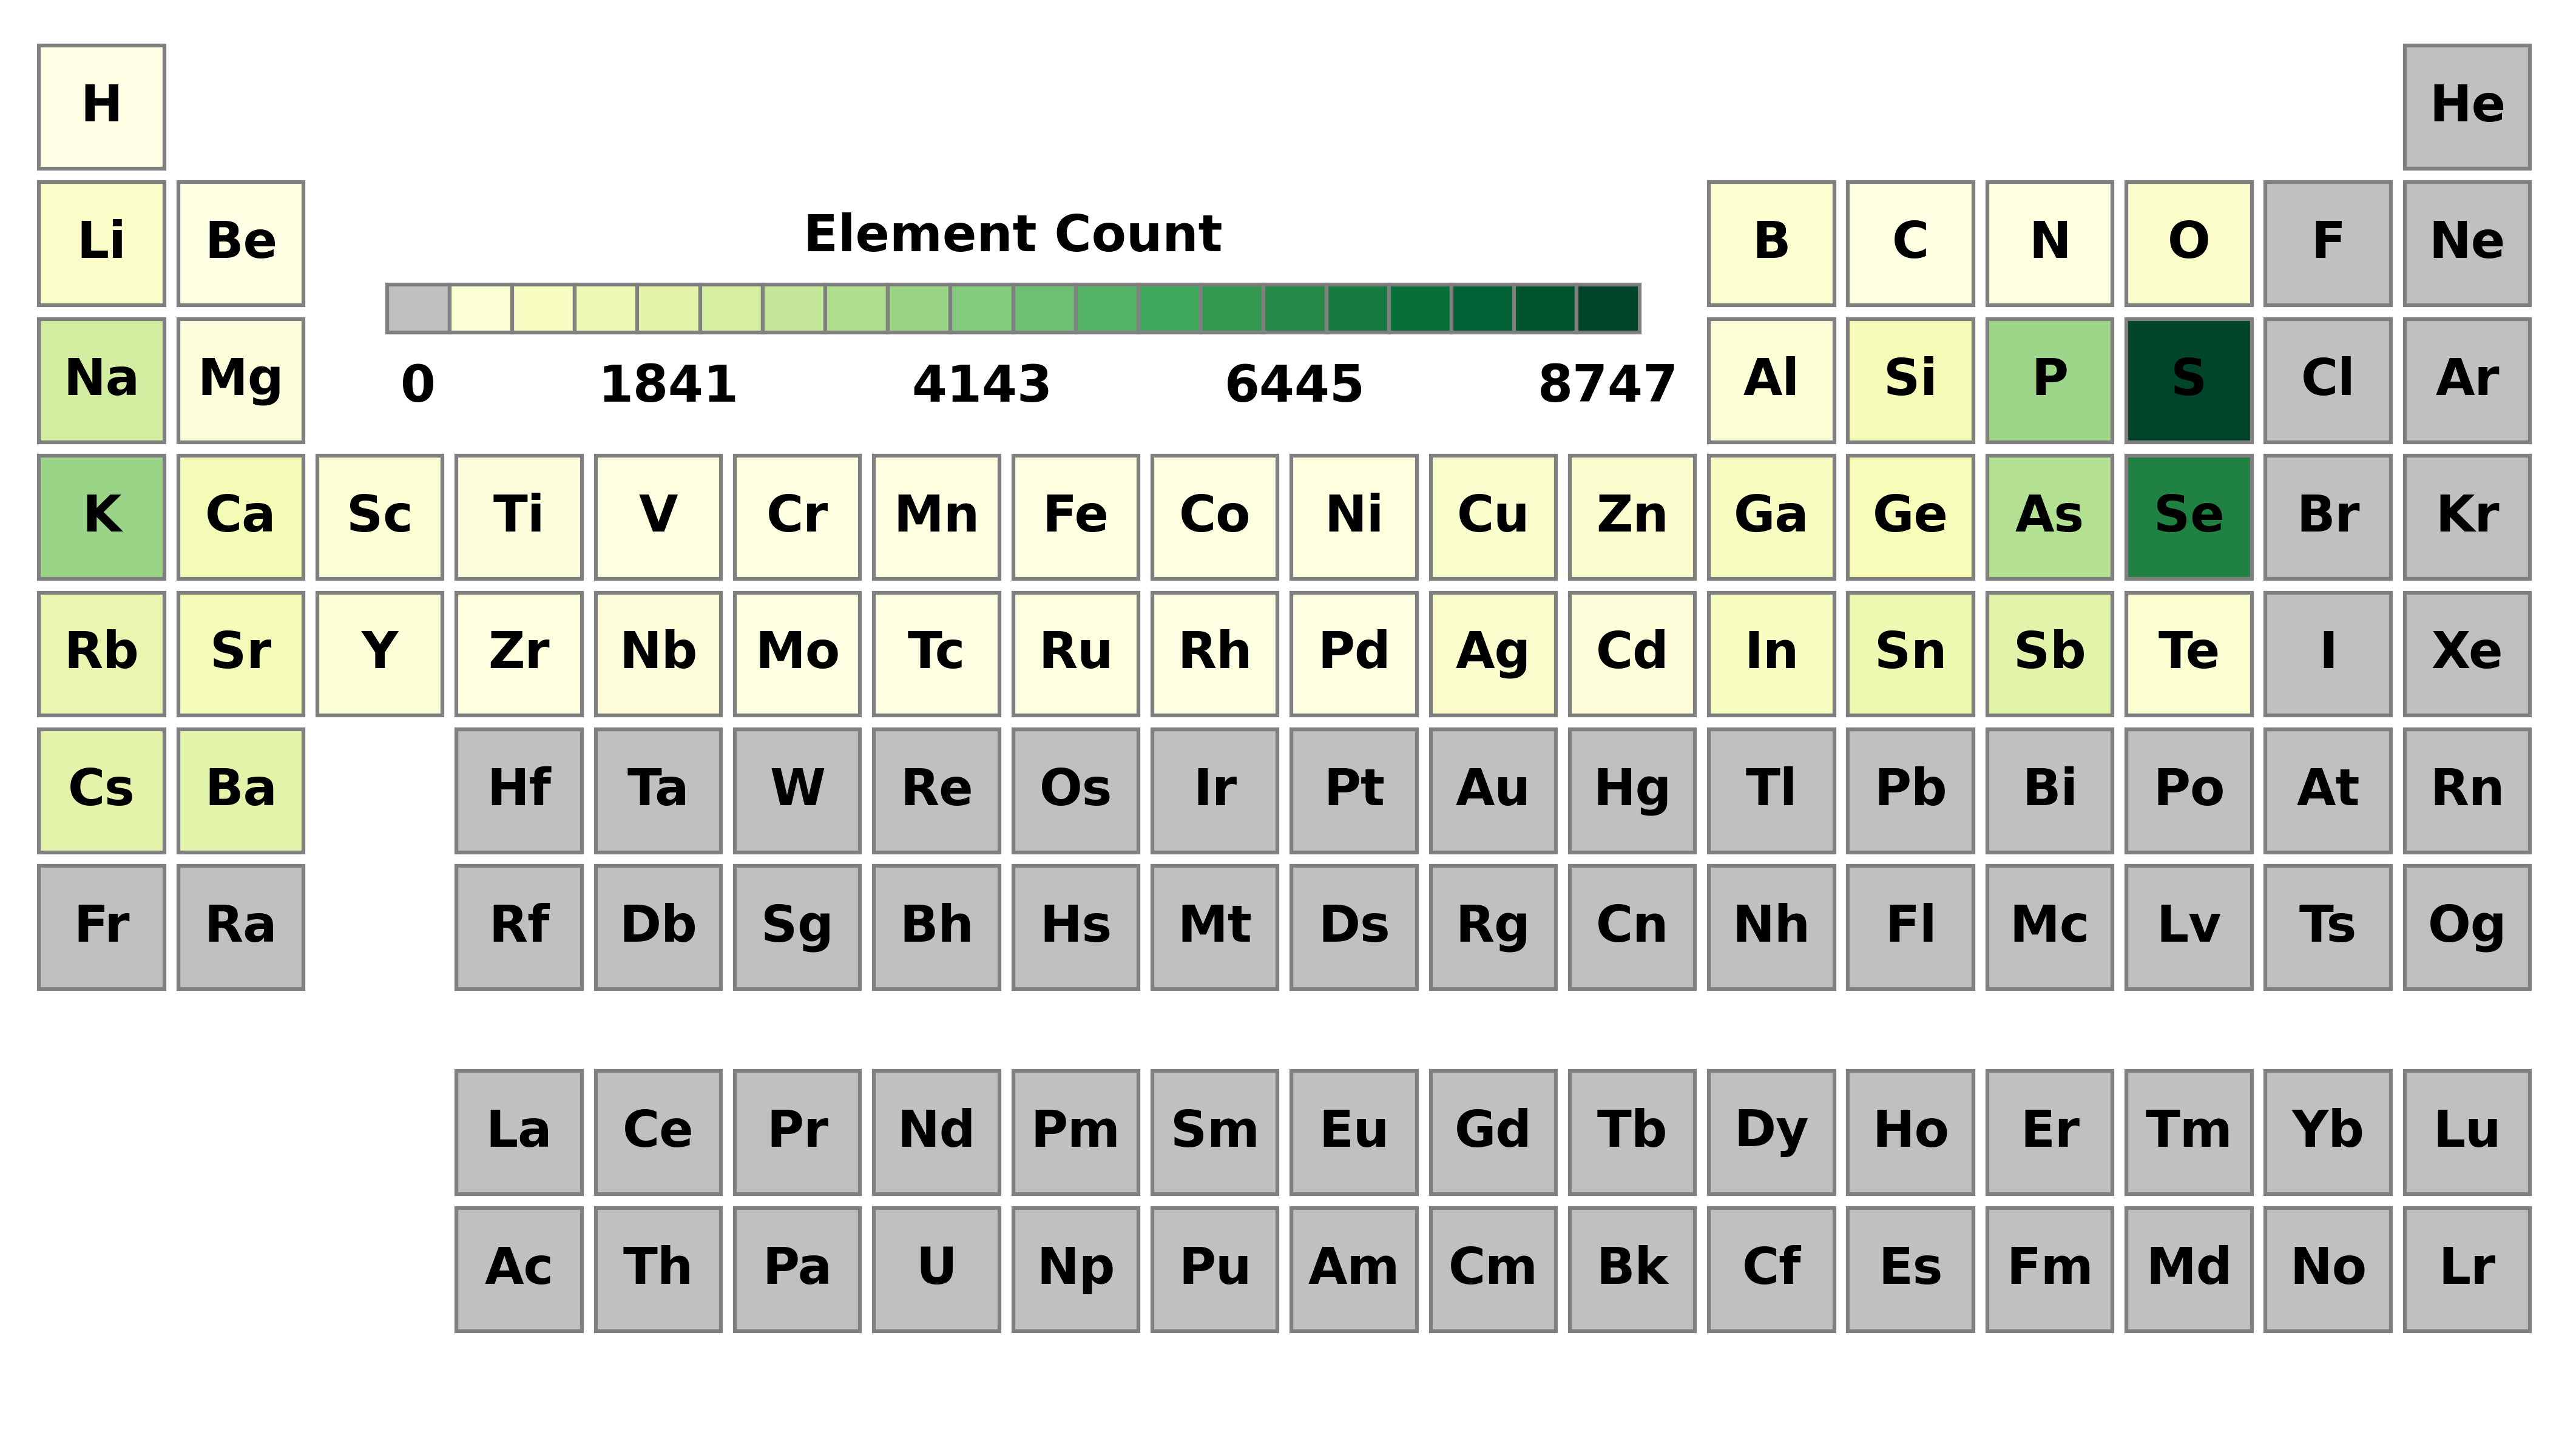 H He
Li Be Element Count B C N O F Ne
Na Mg 0 1841 4143 6445 8747 Al Si P S Cl Ar
K Ca Sc Ti V Cr Mn Fe Co Ni Cu Zn Ga Ge As Se Br Kr
Rb Sr Y Zr Nb Mo Tc Ru Rh Pd Ag Cd In Sn Sb Te I Xe
Cs Ba Hf Ta W Re Os Ir Pt Au Hg Tl Pb Bi Po At Rn
Fr Ra Rf Db Sg Bh Hs Mt Ds Rg Cn Nh Fl Mc Lv Ts Og
La Ce Pr Nd Pm Sm Eu Gd Tb Dy Ho Er Tm Yb Lu
Ac Th Pa U Np Pu Am Cm Bk Cf Es Fm Md No Lr